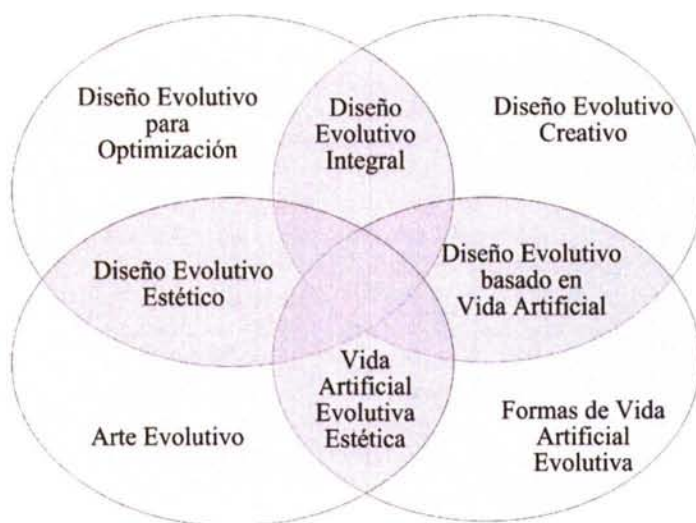 Diseño Evolutivo
para
Optimización
Diseño
Evolutivo
Integral
Diseño Evolutivo
Creativo
Diseño Evolutivo
Estético
Diseño Evolutivo
basado en
Vida Artificial
Arte Evolutivo
Vida
Artificial
Evolutiva
Estética
Formas de Vida
Artificial
Evolutiva